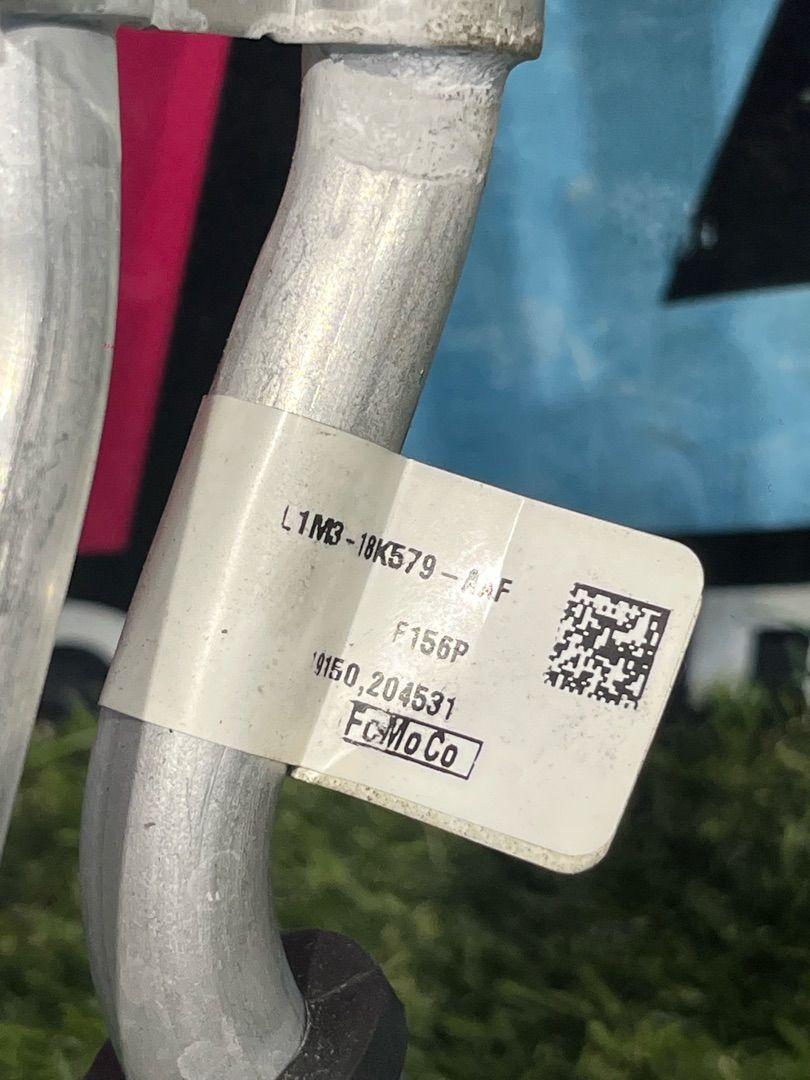 L1M3-18K579-AAF
F156P
19150,204531
FoMoCo